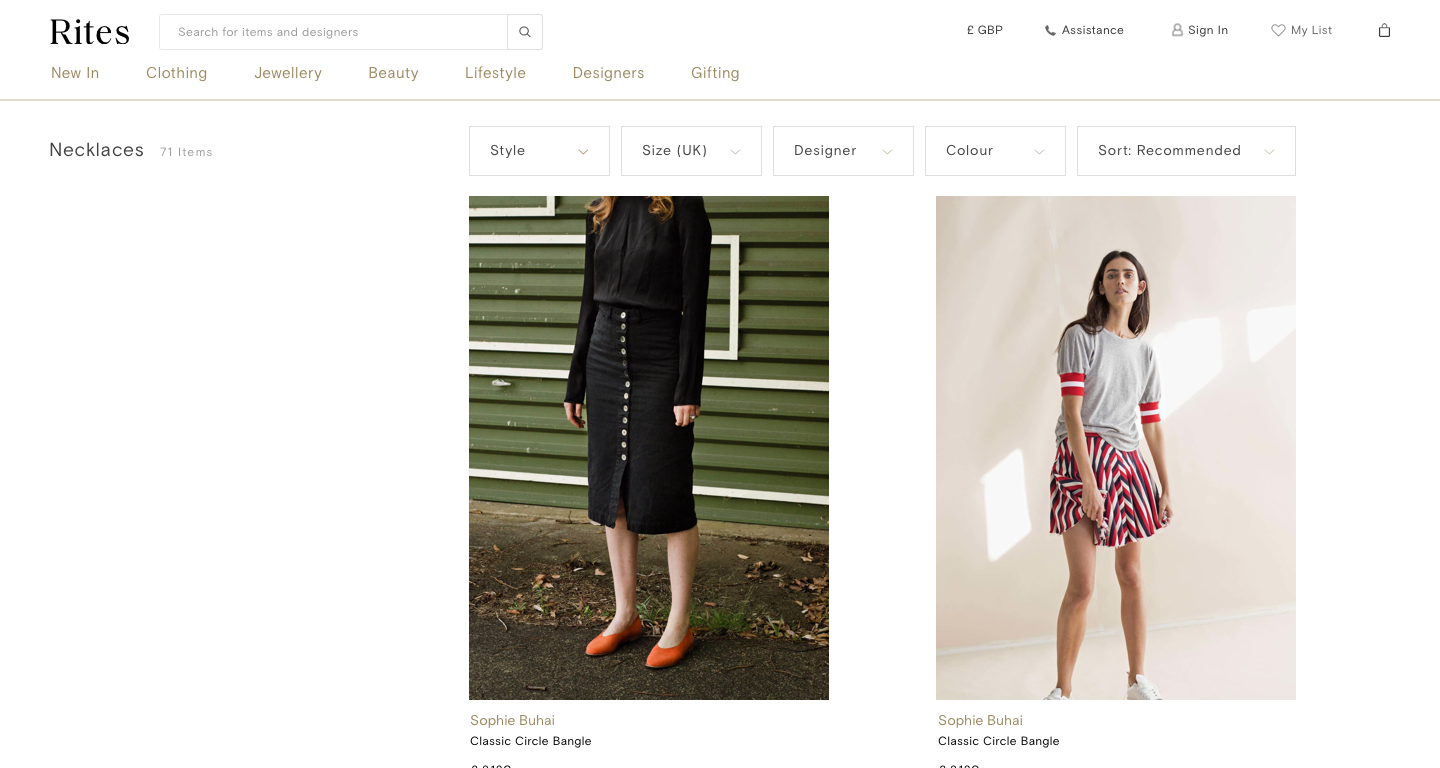 Rites
Search for items and designers
£ GBP
Assistance
Sign In
My List
New In
Clothing
Jewellery
Beauty
Lifestyle
Designers
Gifting
Necklaces
71 Items
Style
Size (UK)
Designer
Colour
Sort: Recommended
Sophie Buhai
Classic Circle Bangle
Sophie Buhai
Classic Circle Bangle